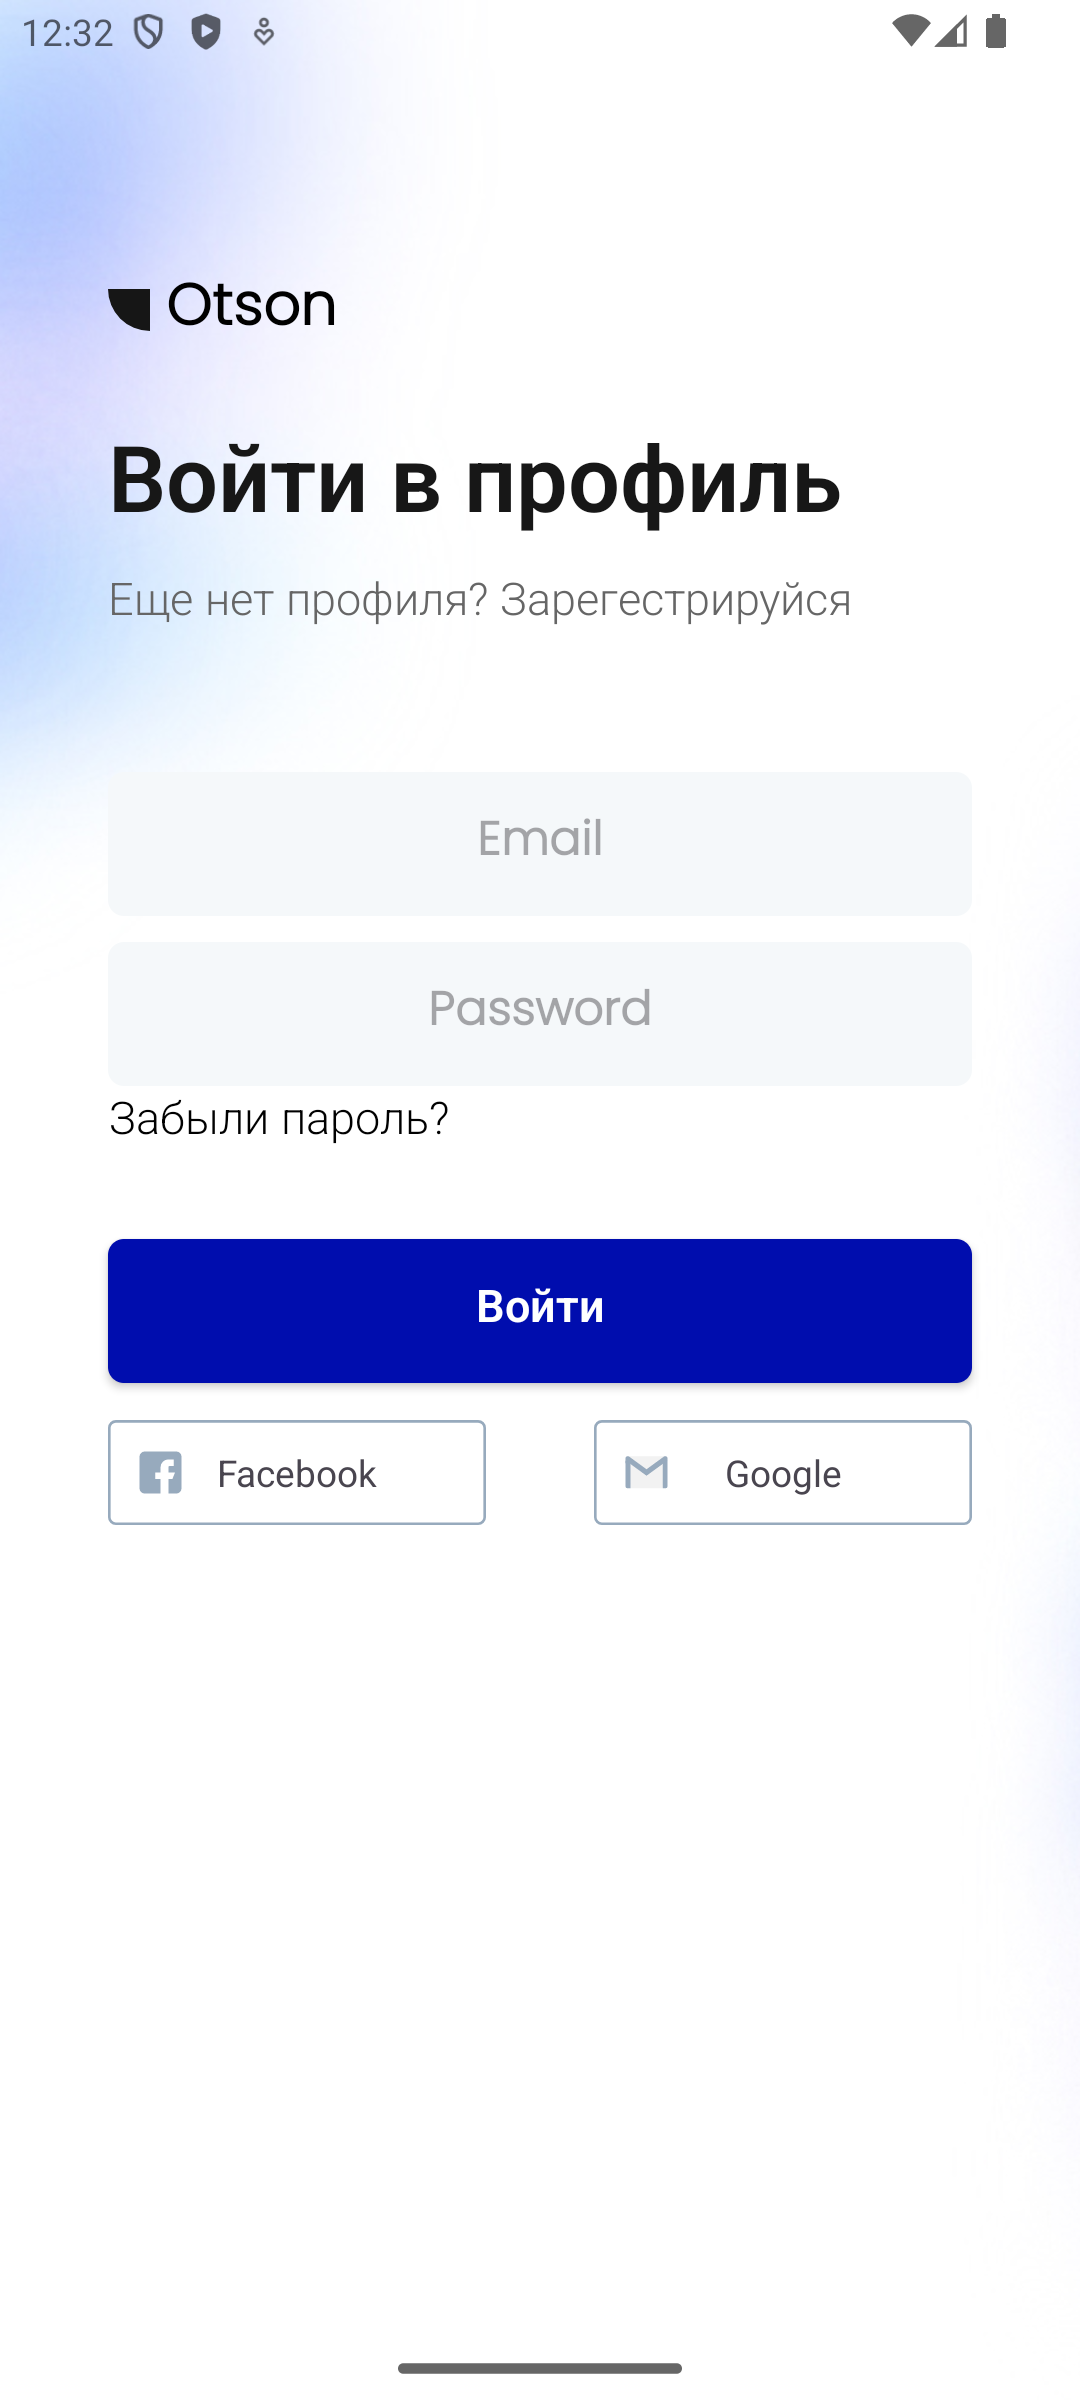 12:32
Otson
Войти в профиль
Еще нет профиля? Зарегестрируйся
Email
Password
Забыли пароль?
Войти
Facebook
Google